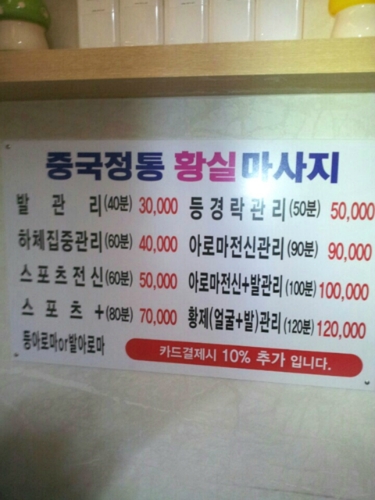 중국정통 황실마사지
발 관 리(40분) 30,000
하체집중관리(60분) 40,000
스포츠전신(60분) 50,000
스 포 츠 +(80분) 70,000
등아로마or발아로마
등 경 락 관 리(50분) 50,000
아로마전신관리(90분) 90,000
아로마전신+발관리(100분)100,000
황제(얼굴+발)관리(120분)120,000
카드결제시 10% 추가 입니다.